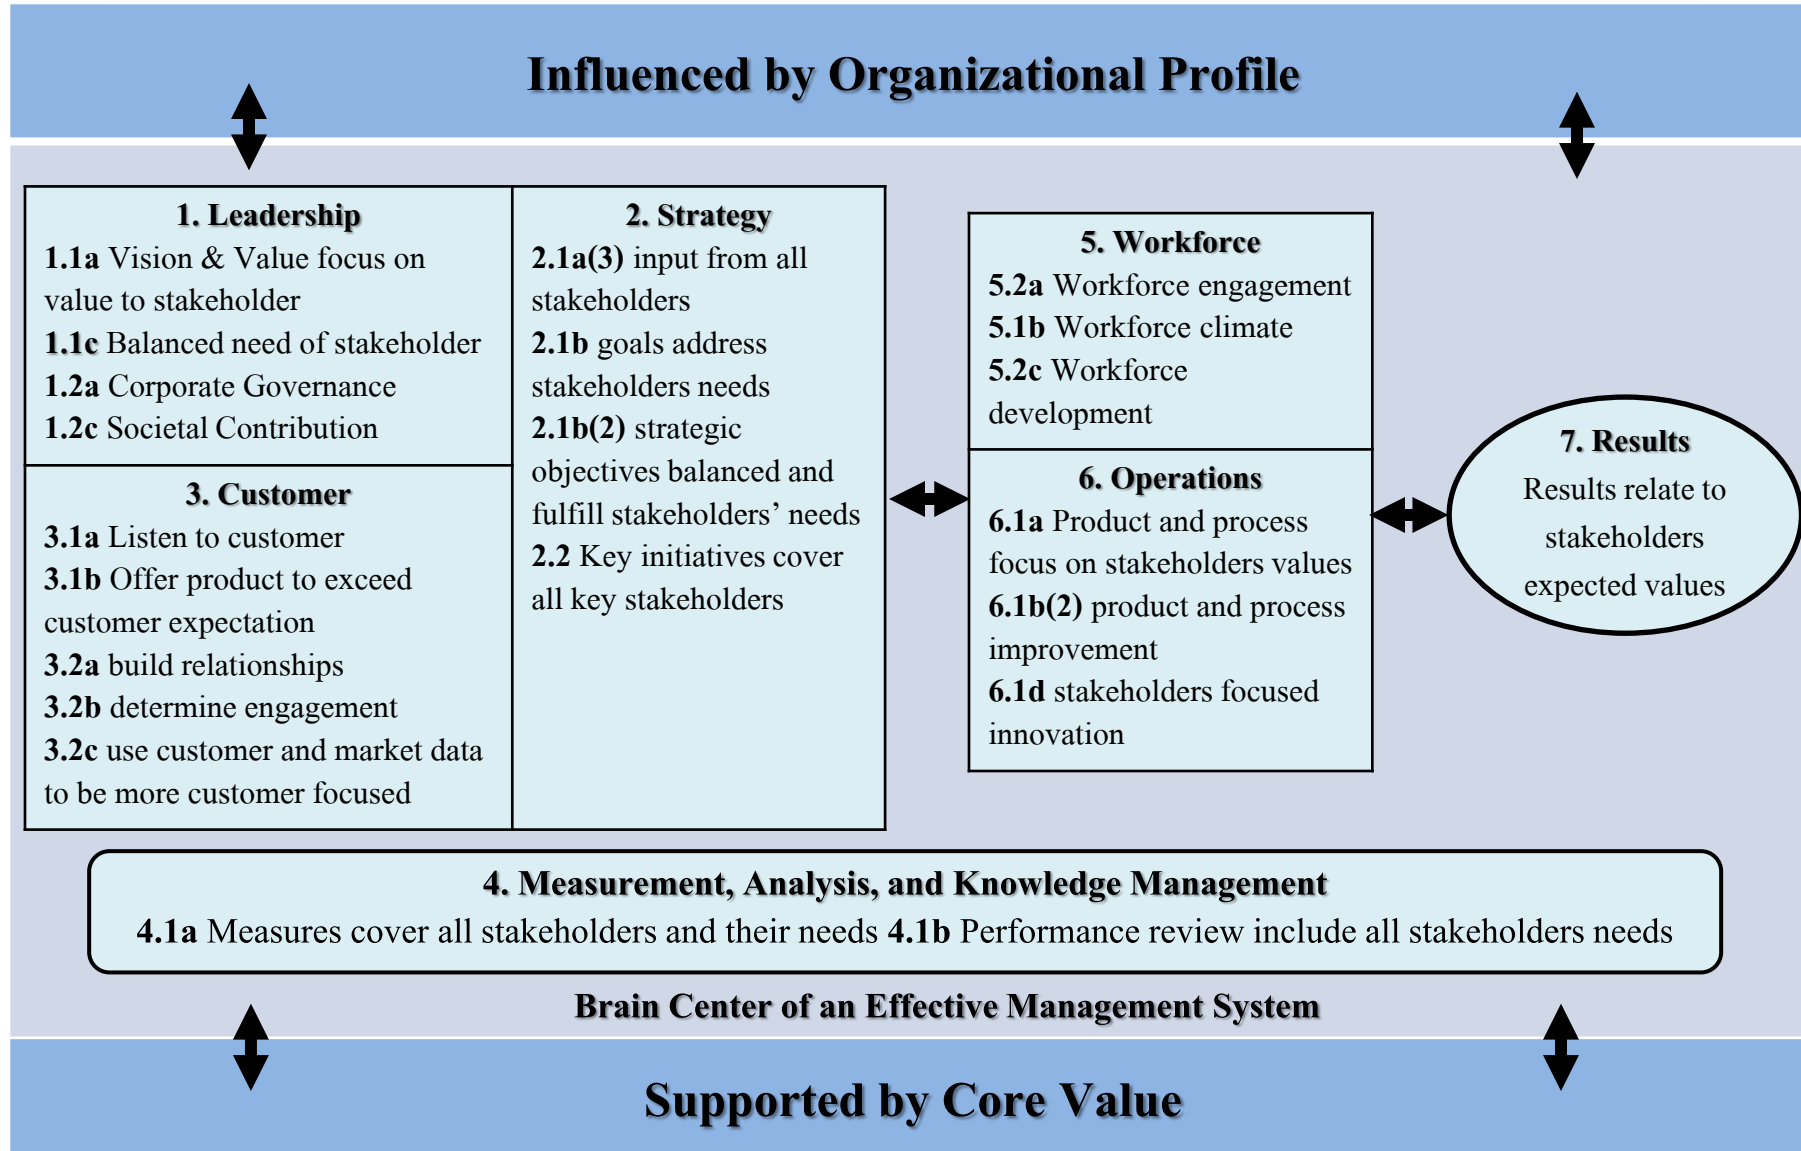 Influenced by Organizational Profile
1. Leadership
1.1a Vision & Value focus on
value to stakeholder
1.1c Balanced need of stakeholder
1.2a Corporate Governance
1.2c Societal Contribution
3. Customer
3.1a Listen to customer
3.1b Offer product to exceed
customer expectation
3.2a build relationships
3.2b determine engagement
3.2c use customer and market data
to be more customer focused
2. Strategy
2.1a(3) input from all
stakeholders
2.1b goals address
stakeholders needs
2.1b(2) strategic
objectives balanced and
fulfill stakeholders’ needs
2.2 Key initiatives cover
all key stakeholders
5. Workforce
5.2a Workforce engagement
5.1b Workforce climate
5.2c Workforce
development
6. Operations
6.1a Product and process
focus on stakeholders values
6.1b(2) product and process
improvement
6.1d stakeholders focused
innovation
7. Results
Results relate to
stakeholders
expected values
4. Measurement, Analysis, and Knowledge Management
4.1a Measures cover all stakeholders and their needs 4.1b Performance review include all stakeholders needs
Brain Center of an Effective Management System
Supported by Core Value